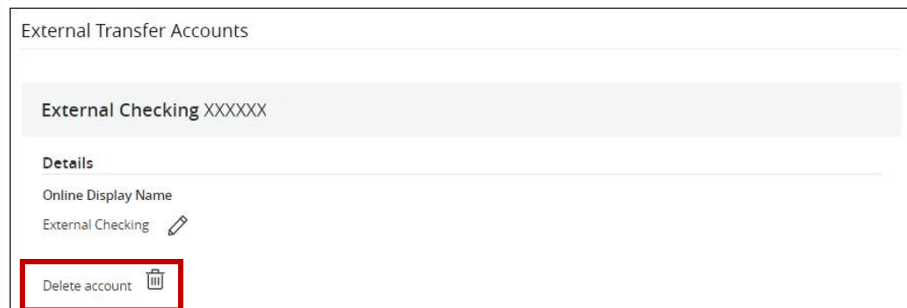 External Transfer Accounts
External Checking XXXXXX
Details
Online Display Name
External Checking
Delete account